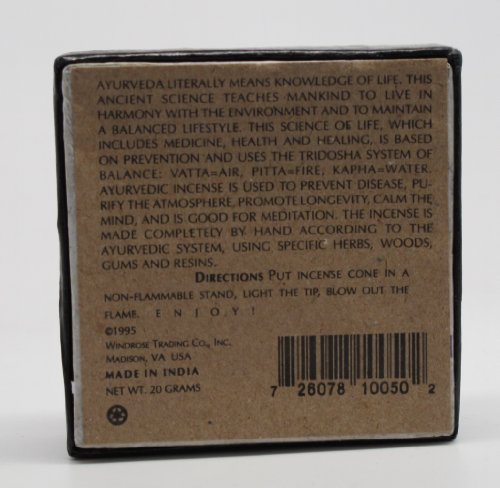 AYURVEDA LITERALLY MEANS KNOWLEDGE OF LIFE. THIS
ANCIENT SCIENCE TEACHES MANKIND TO LIVE IN
HARMONY WITH THE ENVIRONMENT AND TO MAINTAIN
A BALANCED LIFESTYLE. THIS SCIENCE OF LIFE, WHICH
INCLUDES MEDICINE, HEALTH AND HEALING, IS BASED
ON PREVENTION AND USES THE TRIDOSHA SYSTEM OF
BALANCE: VATTA=AIR, PITTA=FIRE, KAPHA=WATER.
AYURVEDIC INCENSE IS USED TO PREVENT DISEASE, PU-
RIFY THE ATMOSPHERE, PROMOTE LONGEVITY, CALM THE
MIND, AND IS GOOD FOR MEDITATION. THE INCENSE IS
MADE COMPLETELY BY HAND ACCORDING TO THE
AYURVEDIC SYSTEM, USING SPECIFIC HERBS, WOODS,
GUMS AND RESINS.
DIRECTIONS PUT INCENSE CONE IN A
NON-FLAMMABLE STAND, LIGHT THE TIP, BLOW OUT THE
FLAME. E N J O Y !
©1995
WINDROSE TRADING CO., INC.
MADISON, VA USA
MADE IN INDIA
NET WT. 20 GRAMS
7 26078 10050 2